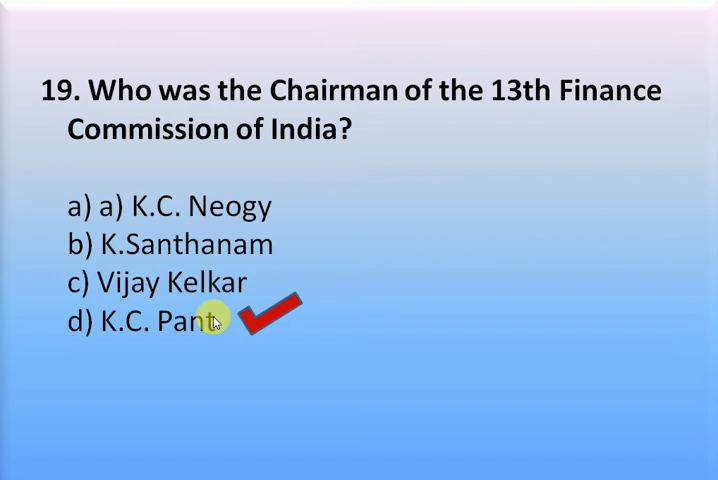 19. Who was the Chairman of the 13th Finance
Commission of India?
a) a) K.C. Neogy
b) K.Santhanam
c) Vijay Kelkar
d) K.C. Pant